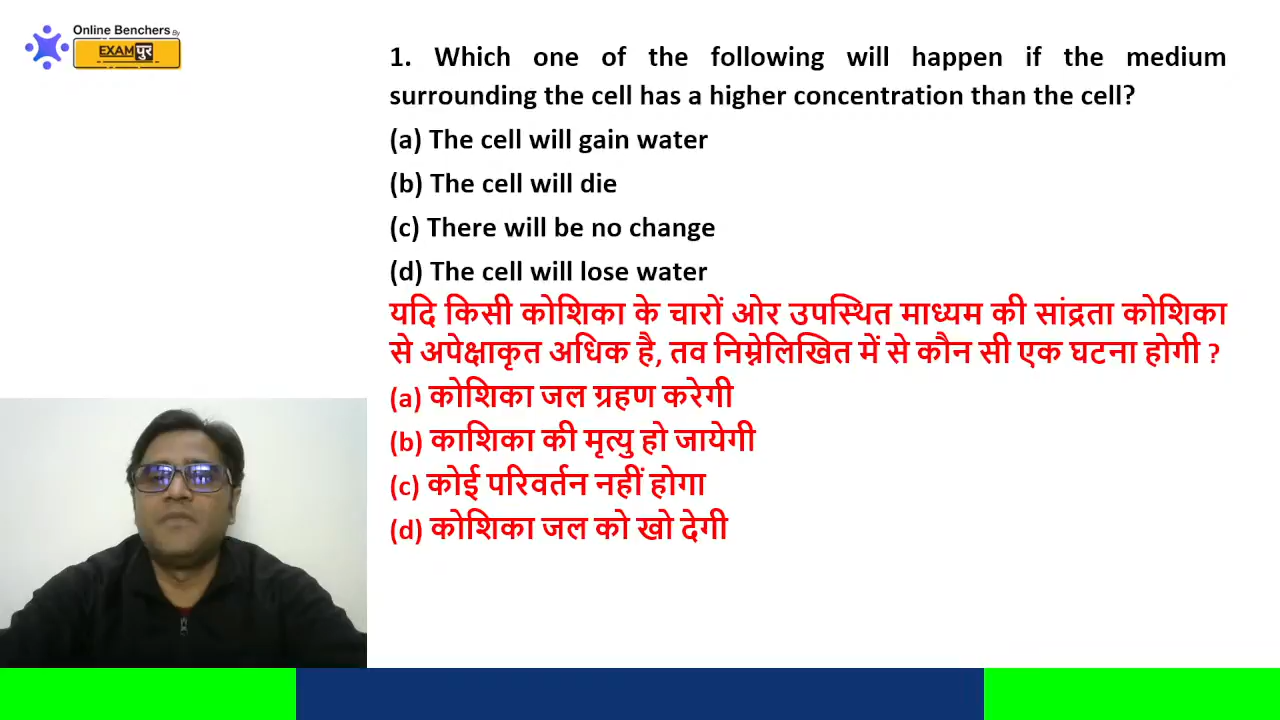 Online Benchers By
EXAMपुर
1. Which one of the following will happen if the medium
surrounding the cell has a higher concentration than the cell?
(a) The cell will gain water
(b) The cell will die
(c) There will be no change
(d) The cell will lose water
यदि किसी कोशिका के चारों ओर उपस्थित माध्यम की सांद्रता कोशिका
से अपेक्षाकृत अधिक है, तव निम्नेलिखित में से कौन सी एक घटना होगी ?
(a) कोशिका जल ग्रहण करेगी
(b) काशिका की मृत्यु हो जायेगी
(c) कोई परिवर्तन नहीं होगा
(d) कोशिका जल को खो देगी